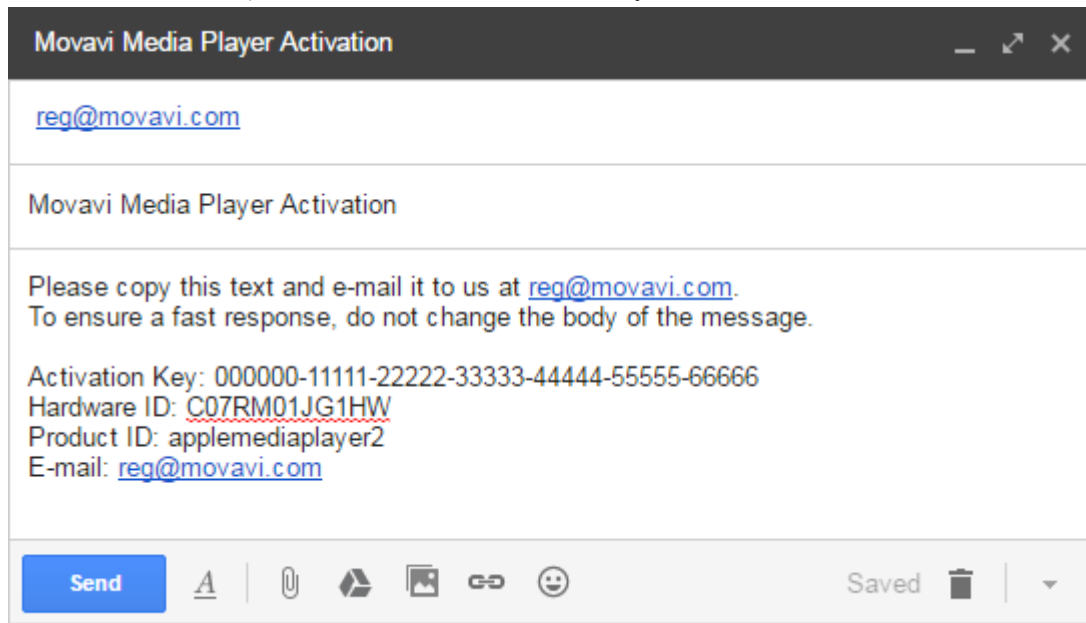 Movavi Media Player Activation
reg@movavi.com
Movavi Media Player Activation
Please copy this text and e-mail it to us at reg@movavi.com.
To ensure a fast response, do not change the body of the message.
Activation Key: 000000-11111-22222-33333-44444-55555-66666
Hardware ID: C07RM01JG1HW
Product ID: applemediaplayer2
E-mail: reg@movavi.com
Send A Saved